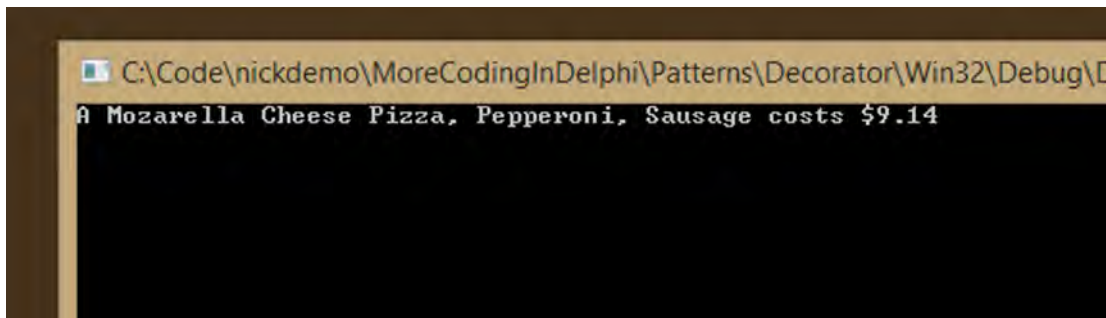 C:\Code\nickdemo\MoreCodingInDelphi\Patterns\Decorator\Win32\Debug\D
A Mozarella Cheese Pizza, Pepperoni, Sausage costs $9.14